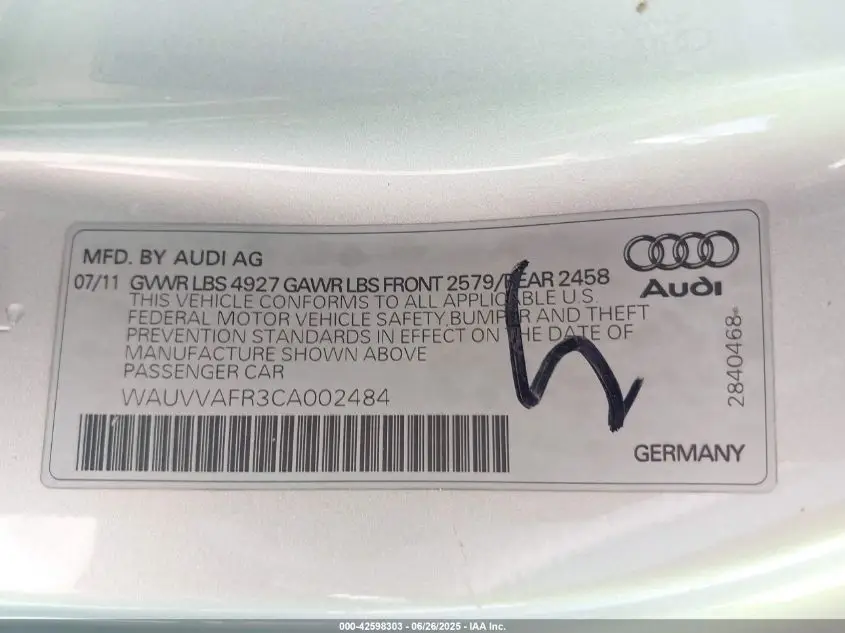 MFD. BY AUDI AG
07/11 GVWR LBS 4927 GAWR LBS FRONT 2579/REAR 2458
THIS VEHICLE CONFORMS TO ALL APPLICABLE U.S.
FEDERAL MOTOR VEHICLE SAFETY,BUMPER AND THEFT
PREVENTION STANDARDS IN EFFECT ON THE DATE OF
MANUFACTURE SHOWN ABOVE
PASSENGER CAR
WAUVVAFR3CA002484
Audi
2840468
GERMANY
000-42598303 - 06/26/2025 - IAA Inc.